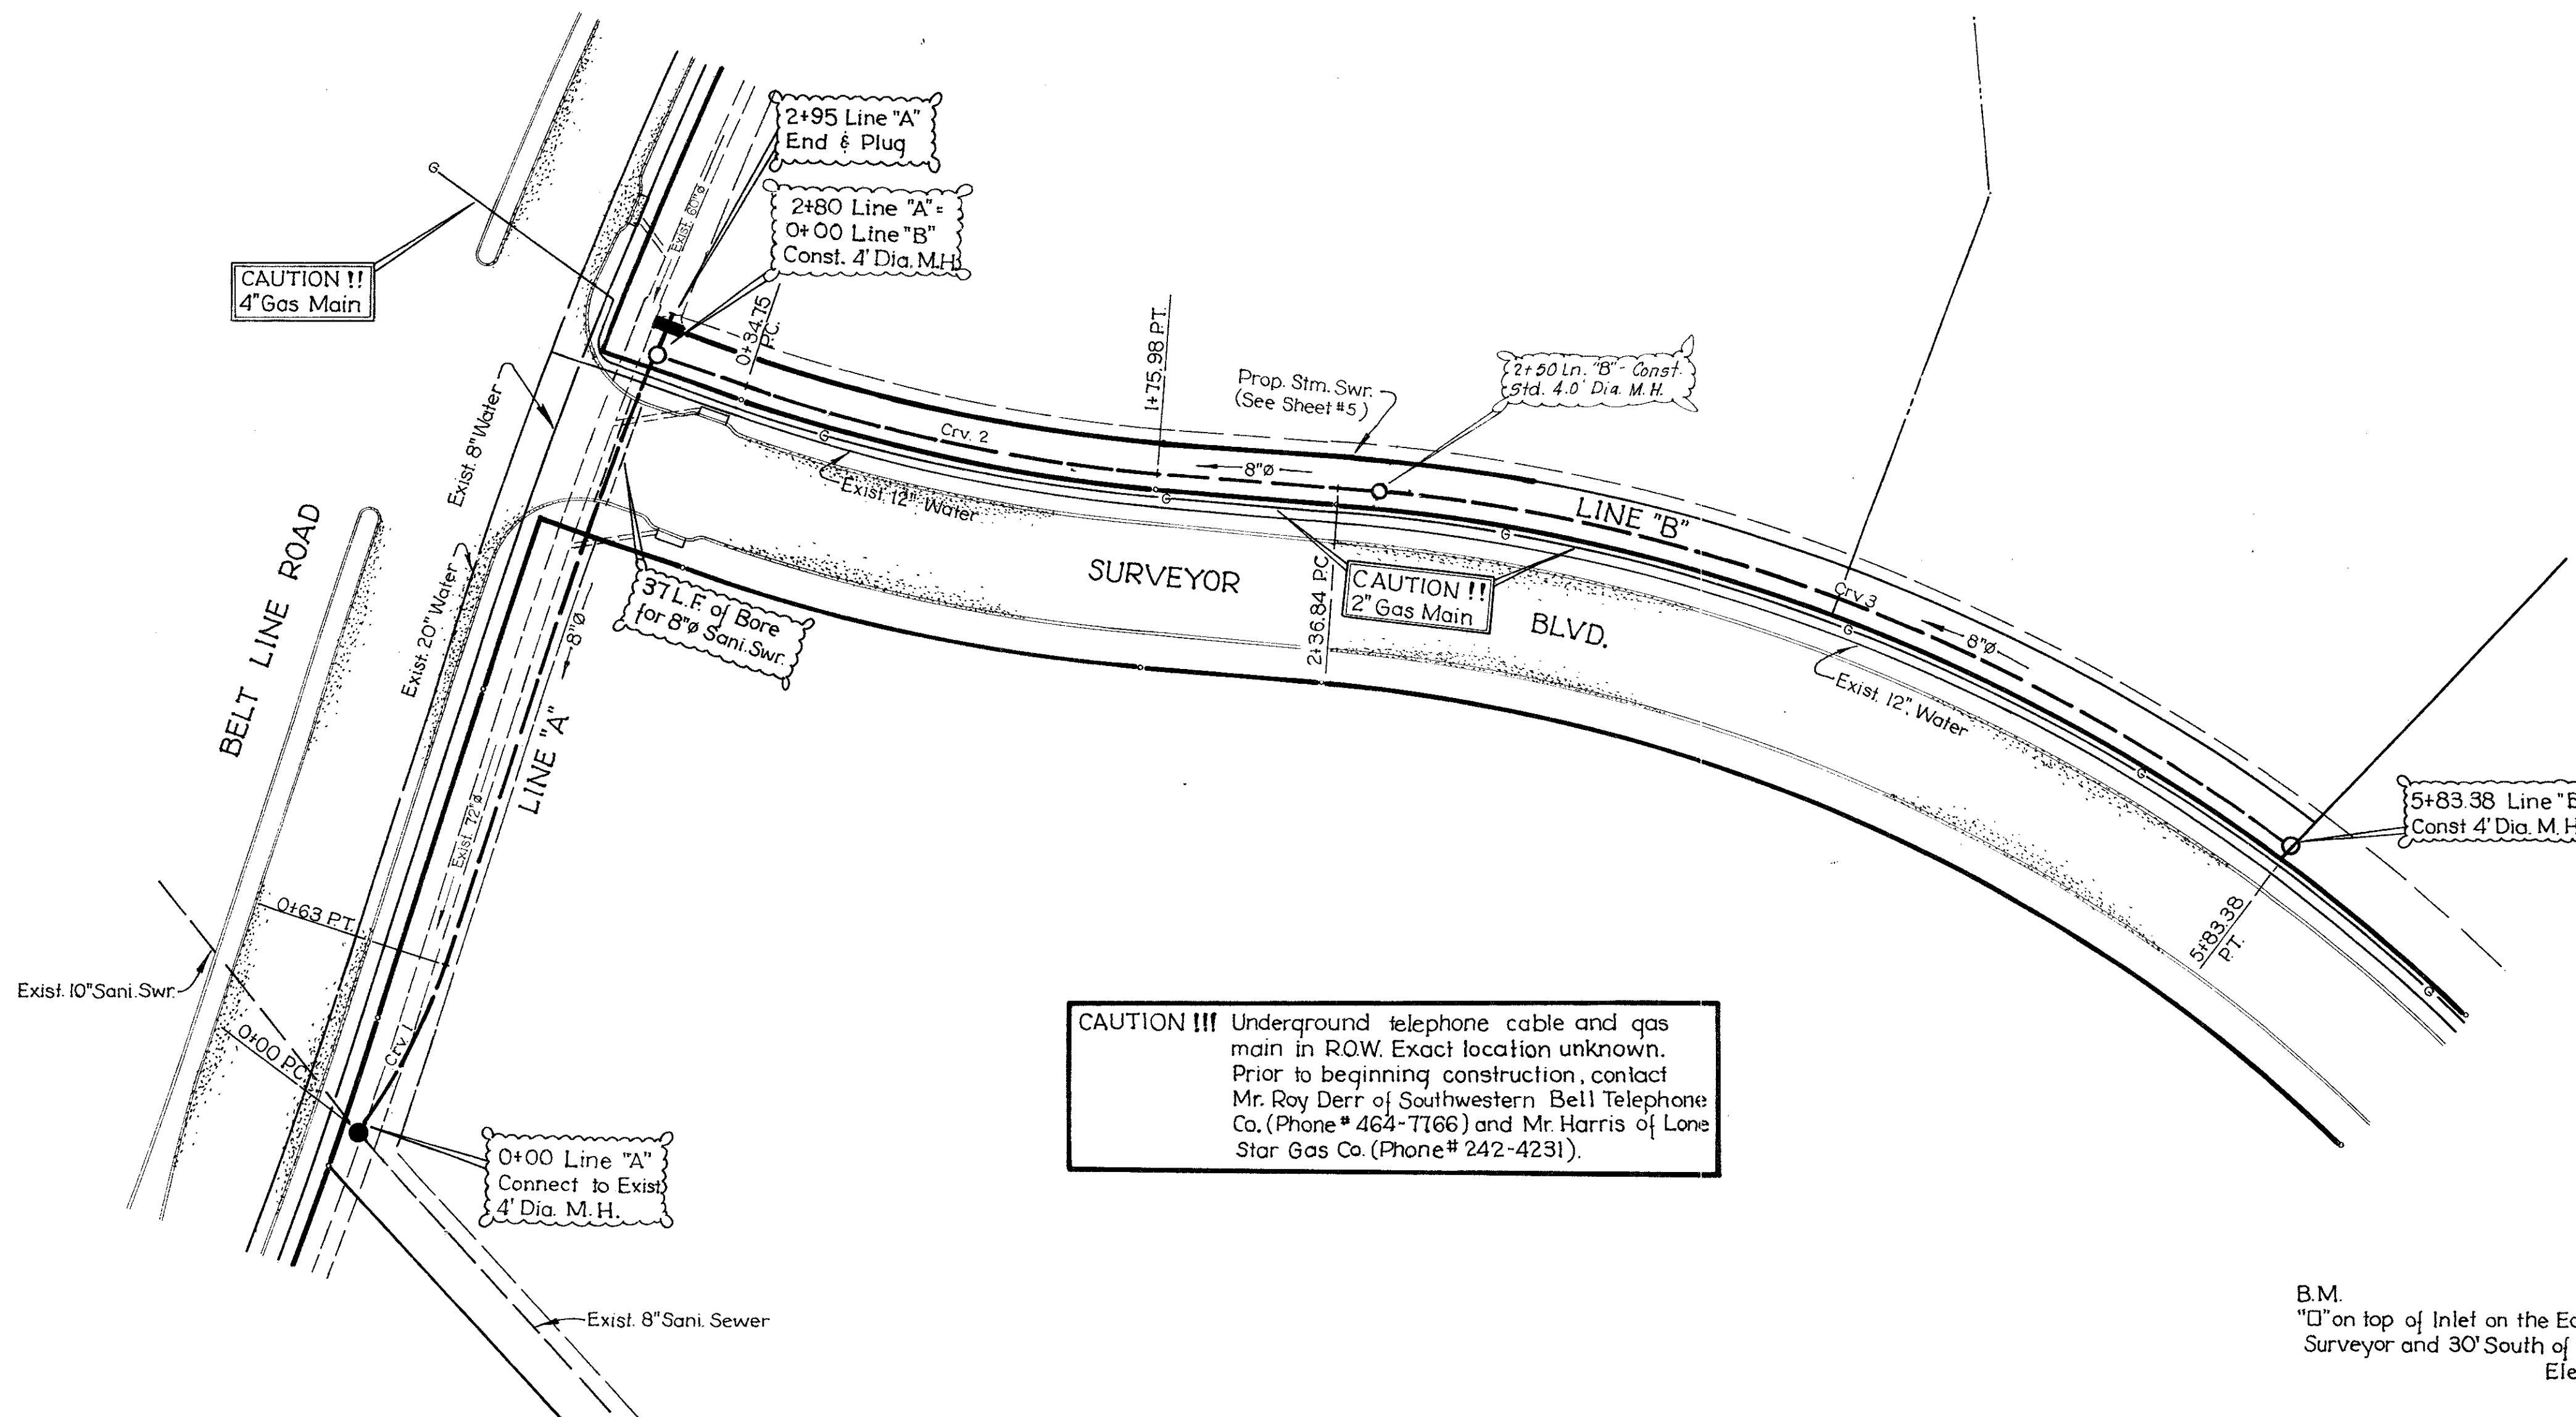 2+95 Line "A"
End & Plug
2+80 Line "A"=
0+00 Line "B"
Const. 4' Dia. M.H.
CAUTION !!
4" Gas Main
Exist. 60"ø
0+34.75
P.C.
1+75.98 P.T.
Prop. Stm. Swr.
(See Sheet #5)
2+50 Ln. "B" - Const.
Std. 4.0' Dia. M.H.
Exist. 8" Water
G
Crv. 2
G
8"ø
G
Exist. 12" Water
LINE "B"
G
SURVEYOR
BLVD.
CAUTION !!
2" Gas Main
2+36.84 P.C.
BELT LINE ROAD
Exist. 20" Water
37 L.F. of Bore
for 8"ø Sani. Swr.
8"ø
LINE "A"
Exist. 72"ø
Crv. 3
G
8"ø
Exist. 12" Water
G
5+83.38 Line "B
Const 4' Dia. M.H
5+83.38
P.T.
G
0+63 P.T.
Exist. 10" Sani. Swr.
0+00 P.C.
Crv. 1
0+00 Line "A"
Connect to Exist.
4' Dia. M.H.
Exist. 8" Sani. Sewer
CAUTION !!! Underground telephone cable and gas
main in R.O.W. Exact location unknown.
Prior to beginning construction, contact
Mr. Roy Derr of Southwestern Bell Telephone
Co. (Phone # 464-7766) and Mr. Harris of Lone
Star Gas Co. (Phone # 242-4231).
B.M.
"□" on top of Inlet on the Ea
Surveyor and 30' South of
Ele